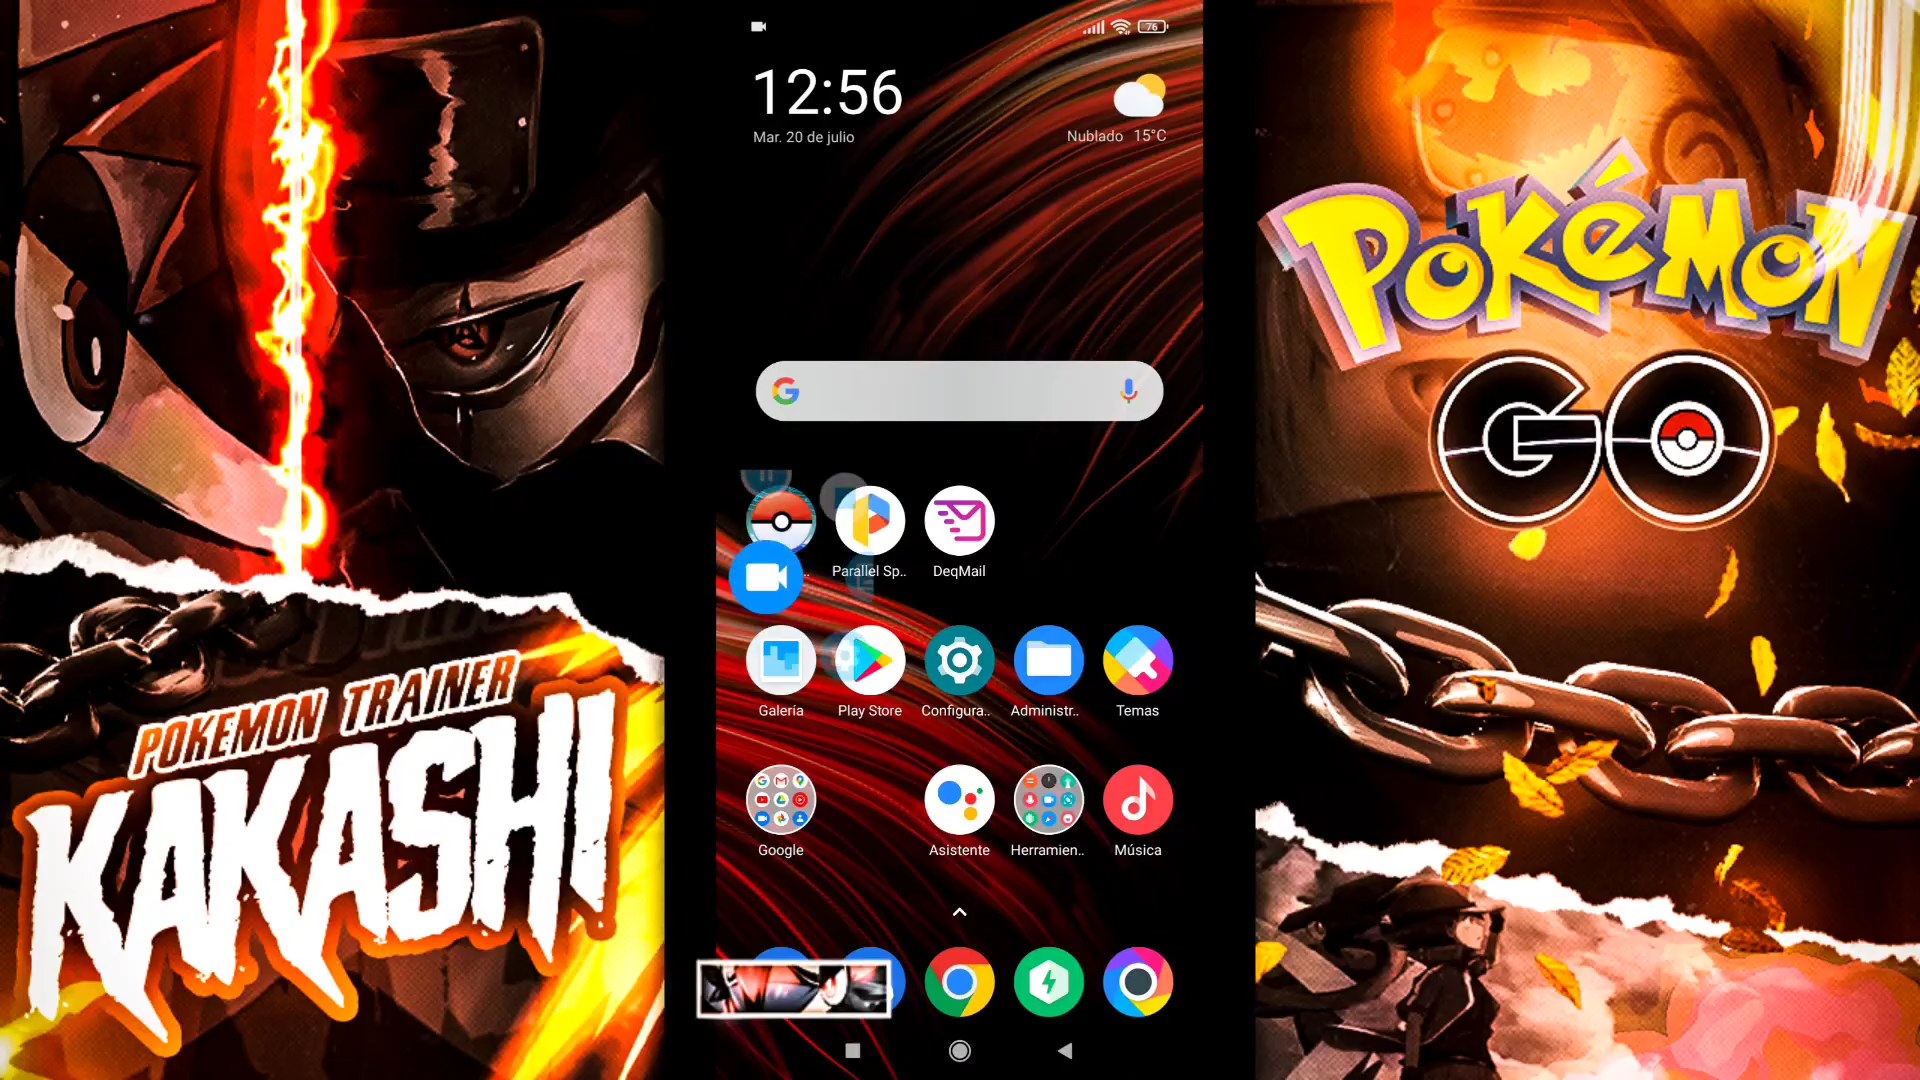 POKEMON TRAINER
KAKASHI
76
12:56
Mar. 20 de julio
Nublado 15°C
G
Parallel Sp..
DeqMail
Galería
Play Store
Configura..
Administr..
Temas
Google
Asistente
Herramien..
Música
POKéMON
GO